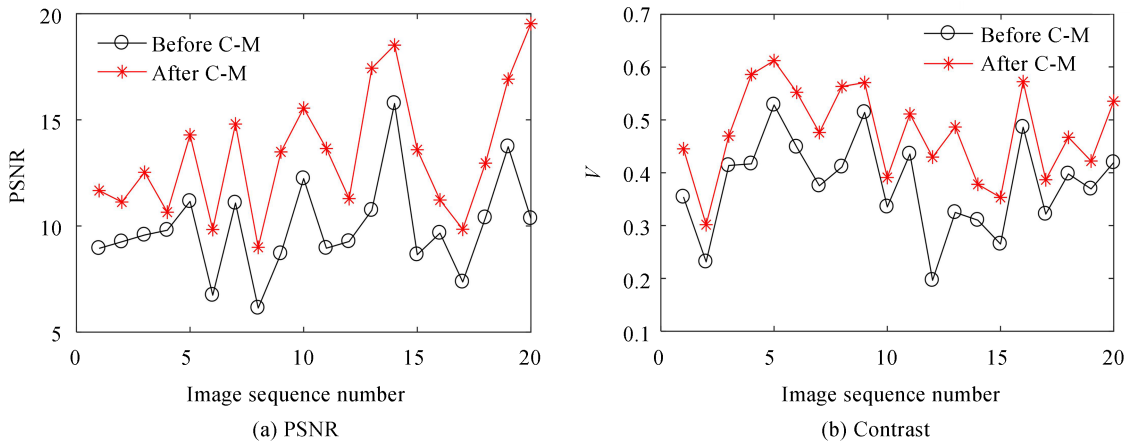 20
15
10
5
PSNR
Before C-M
After C-M
0 5 10 15 20
Image sequence number
(a) PSNR
0.7
0.6
0.5
0.4
0.3
0.2
0.1
V
Before C-M
After C-M
0 5 10 15 20
Image sequence number
(b) Contrast